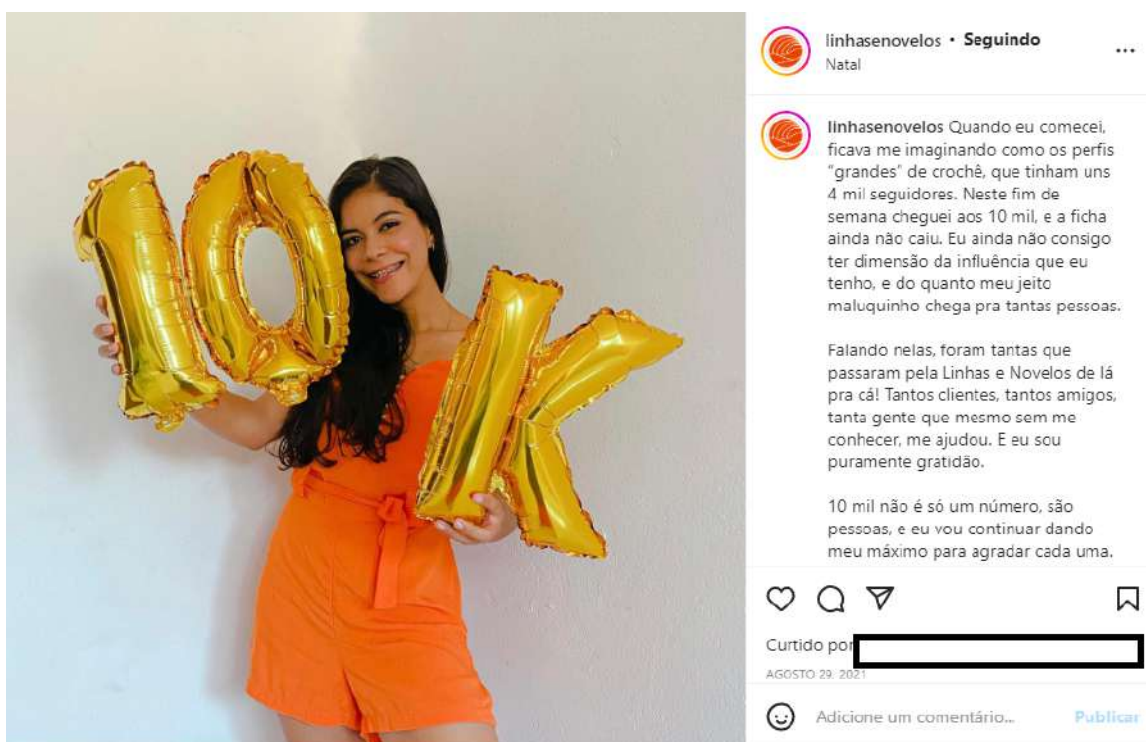 10K
linhasenovelos • Seguindo
Natal
linhasenovelos Quando eu comecei,
ficava me imaginando como os perfis
"grandes" de crochê, que tinham uns
4 mil seguidores. Neste fim de
semana cheguei aos 10 mil, e a ficha
ainda não caiu. Eu ainda não consigo
ter dimensão da influência que eu
tenho, e do quanto meu jeito
maluquinho chega pra tantas pessoas.
Falando nelas, foram tantas que
passaram pela Linhas e Novelos de lá
pra cá! Tantos clientes, tantos amigos,
tanta gente que mesmo sem me
conhecer, me ajudou. E eu sou
puramente gratidão.
10 mil não é só um número, são
pessoas, e eu vou continuar dando
meu máximo para agradar cada uma.
Curtido por
AGOSTO 29, 2021
Adicione um comentário...
Publicar